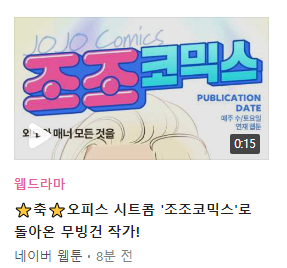 JOJO Comics
조조코믹스
PUBLICATION
DATE
매주 수/토요일
연재 웹툰
매너 모든 것을
0:15
웹드라마
⭐축⭐오피스 시트콤 '조조코믹스'로
돌아온 무빙건 작가!
네이버 웹툰 · 8분 전